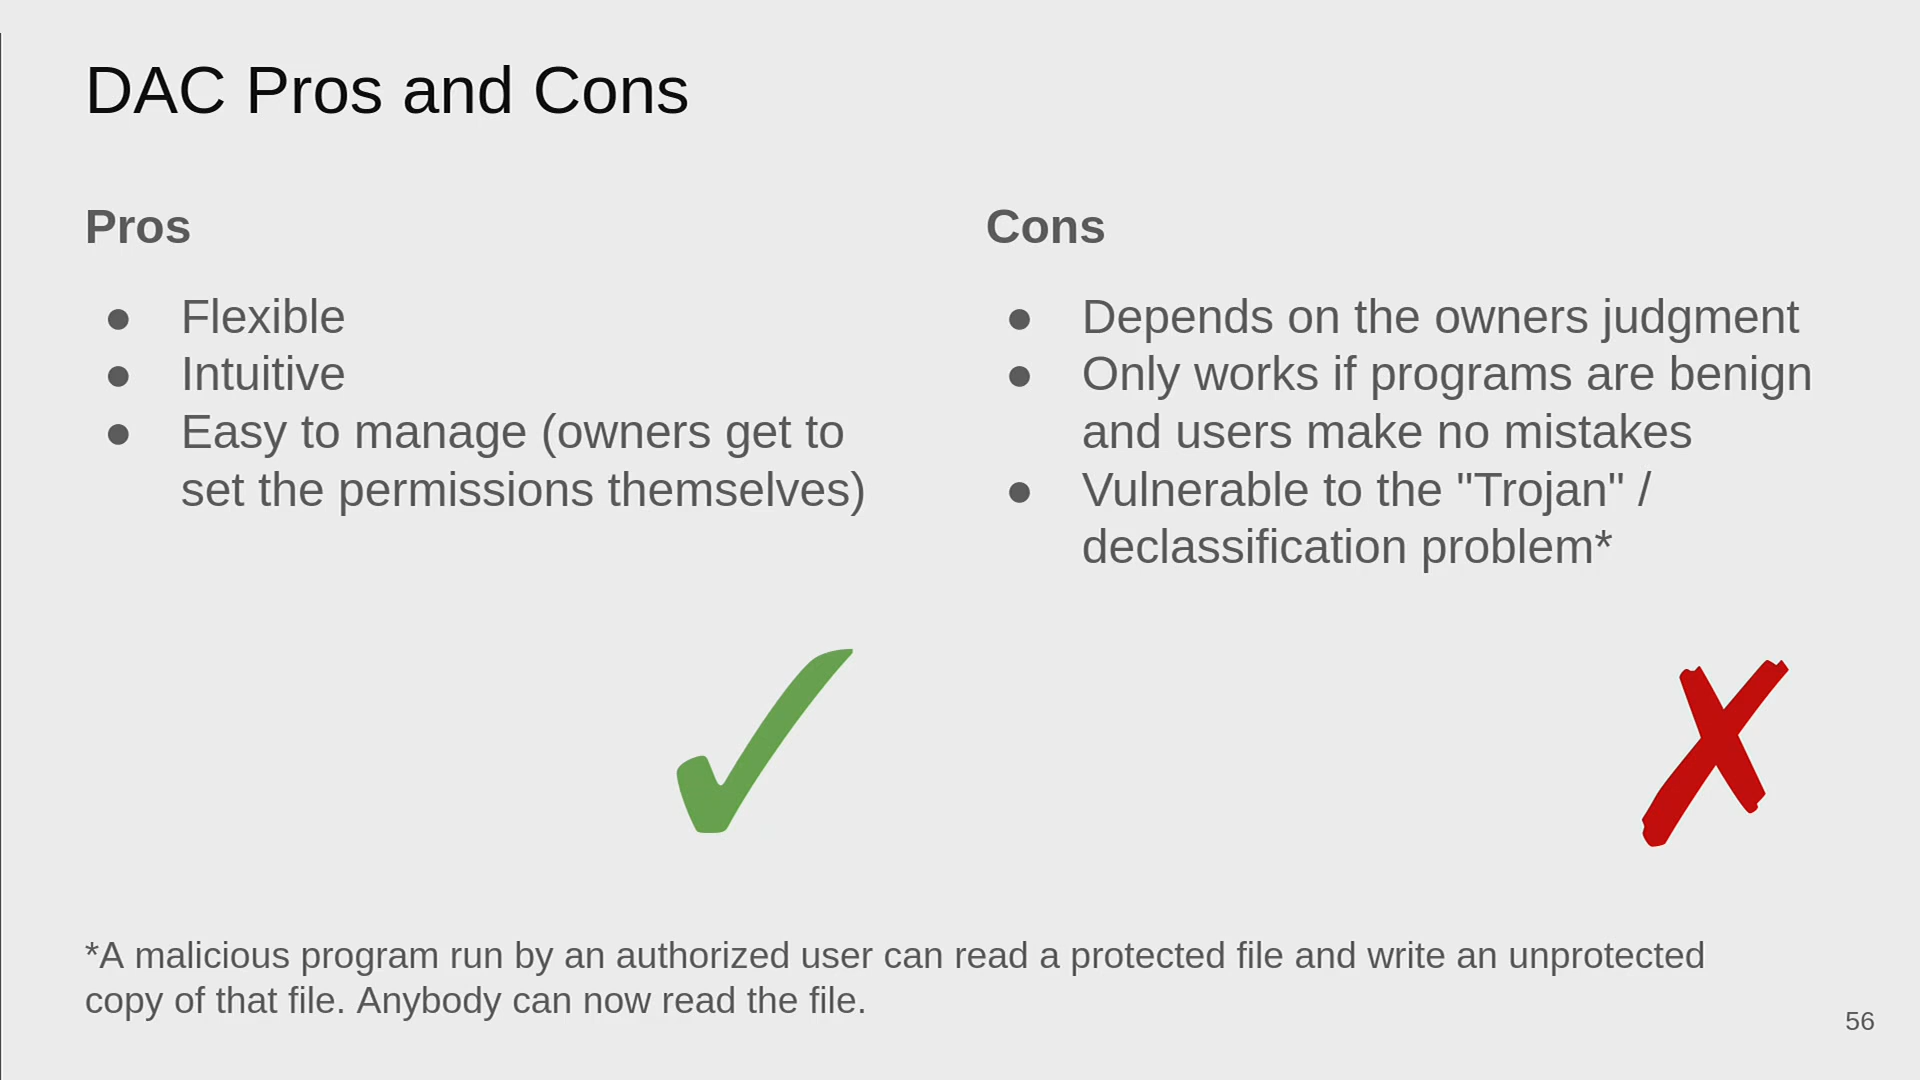 DAC Pros and Cons
Pros
● Flexible
● Intuitive
● Easy to manage (owners get to
set the permissions themselves)
Cons
● Depends on the owners judgment
● Only works if programs are benign
and users make no mistakes
● Vulnerable to the "Trojan" /
declassification problem*
*A malicious program run by an authorized user can read a protected file and write an unprotected
copy of that file. Anybody can now read the file.
56